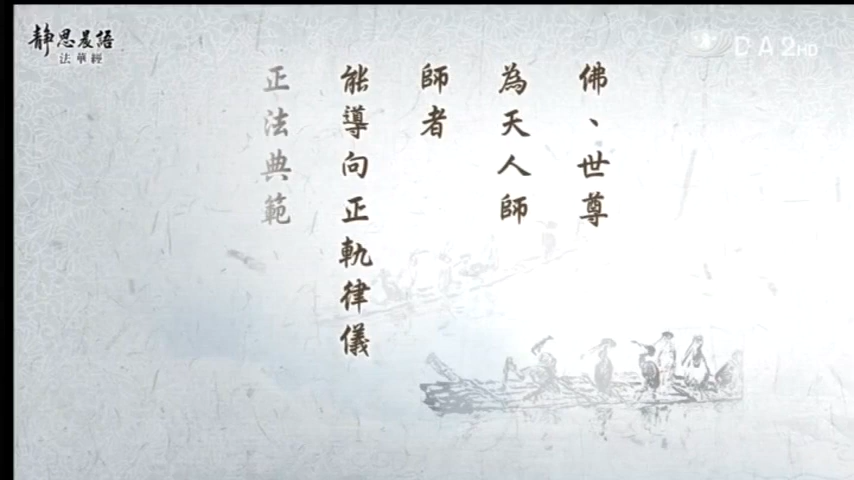 靜思晨語
法華經
DA2HD
佛、世尊
為天人師
師者
能導向正軌律儀
正法典範